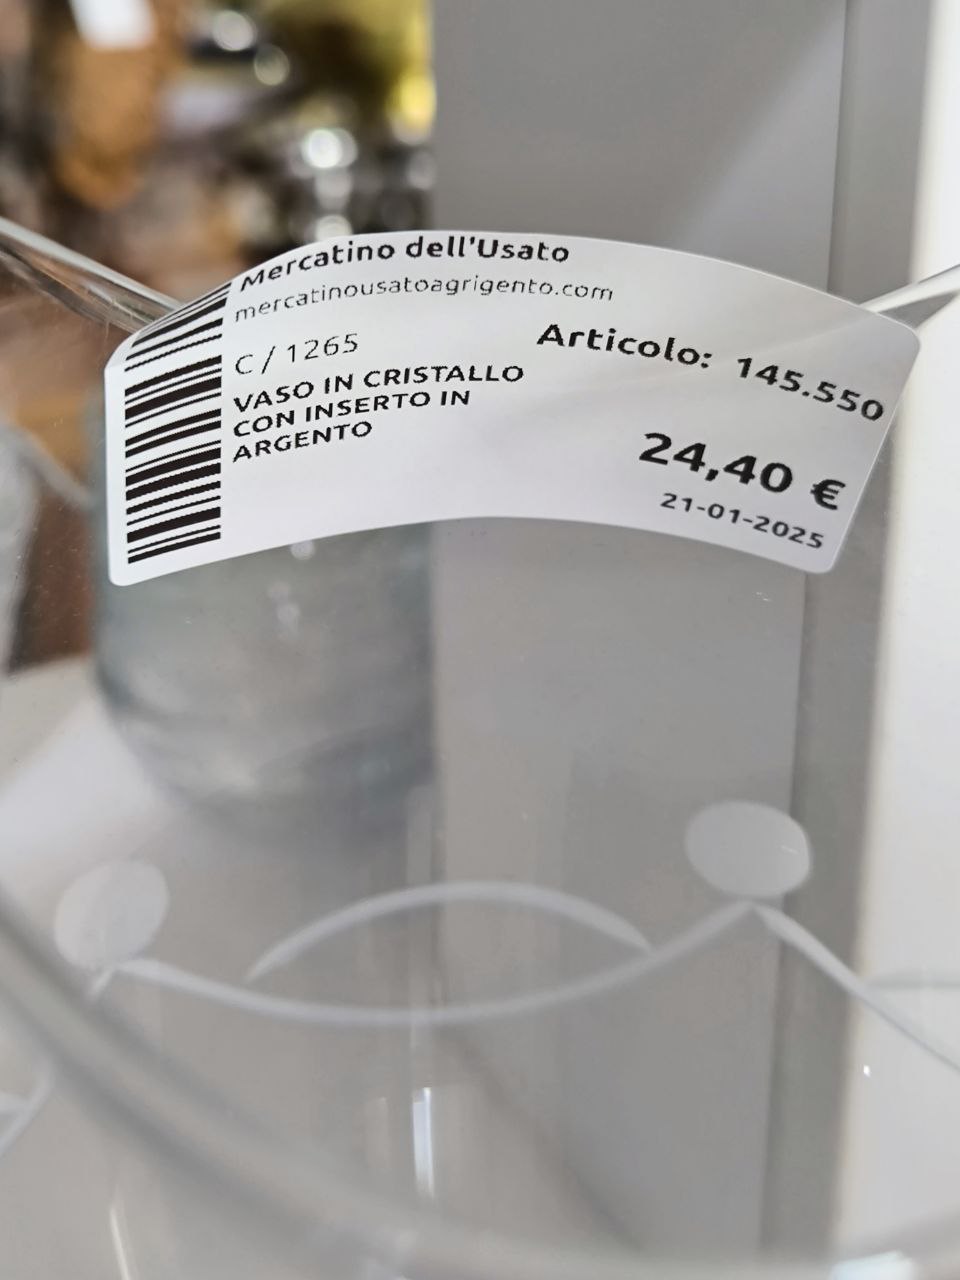 Mercatino dell'Usato
mercatinousatoagrigento.com
C / 1265
Articolo: 145.550
VASO IN CRISTALLO
CON INSERTO IN
ARGENTO
24,40 €
21-01-2025